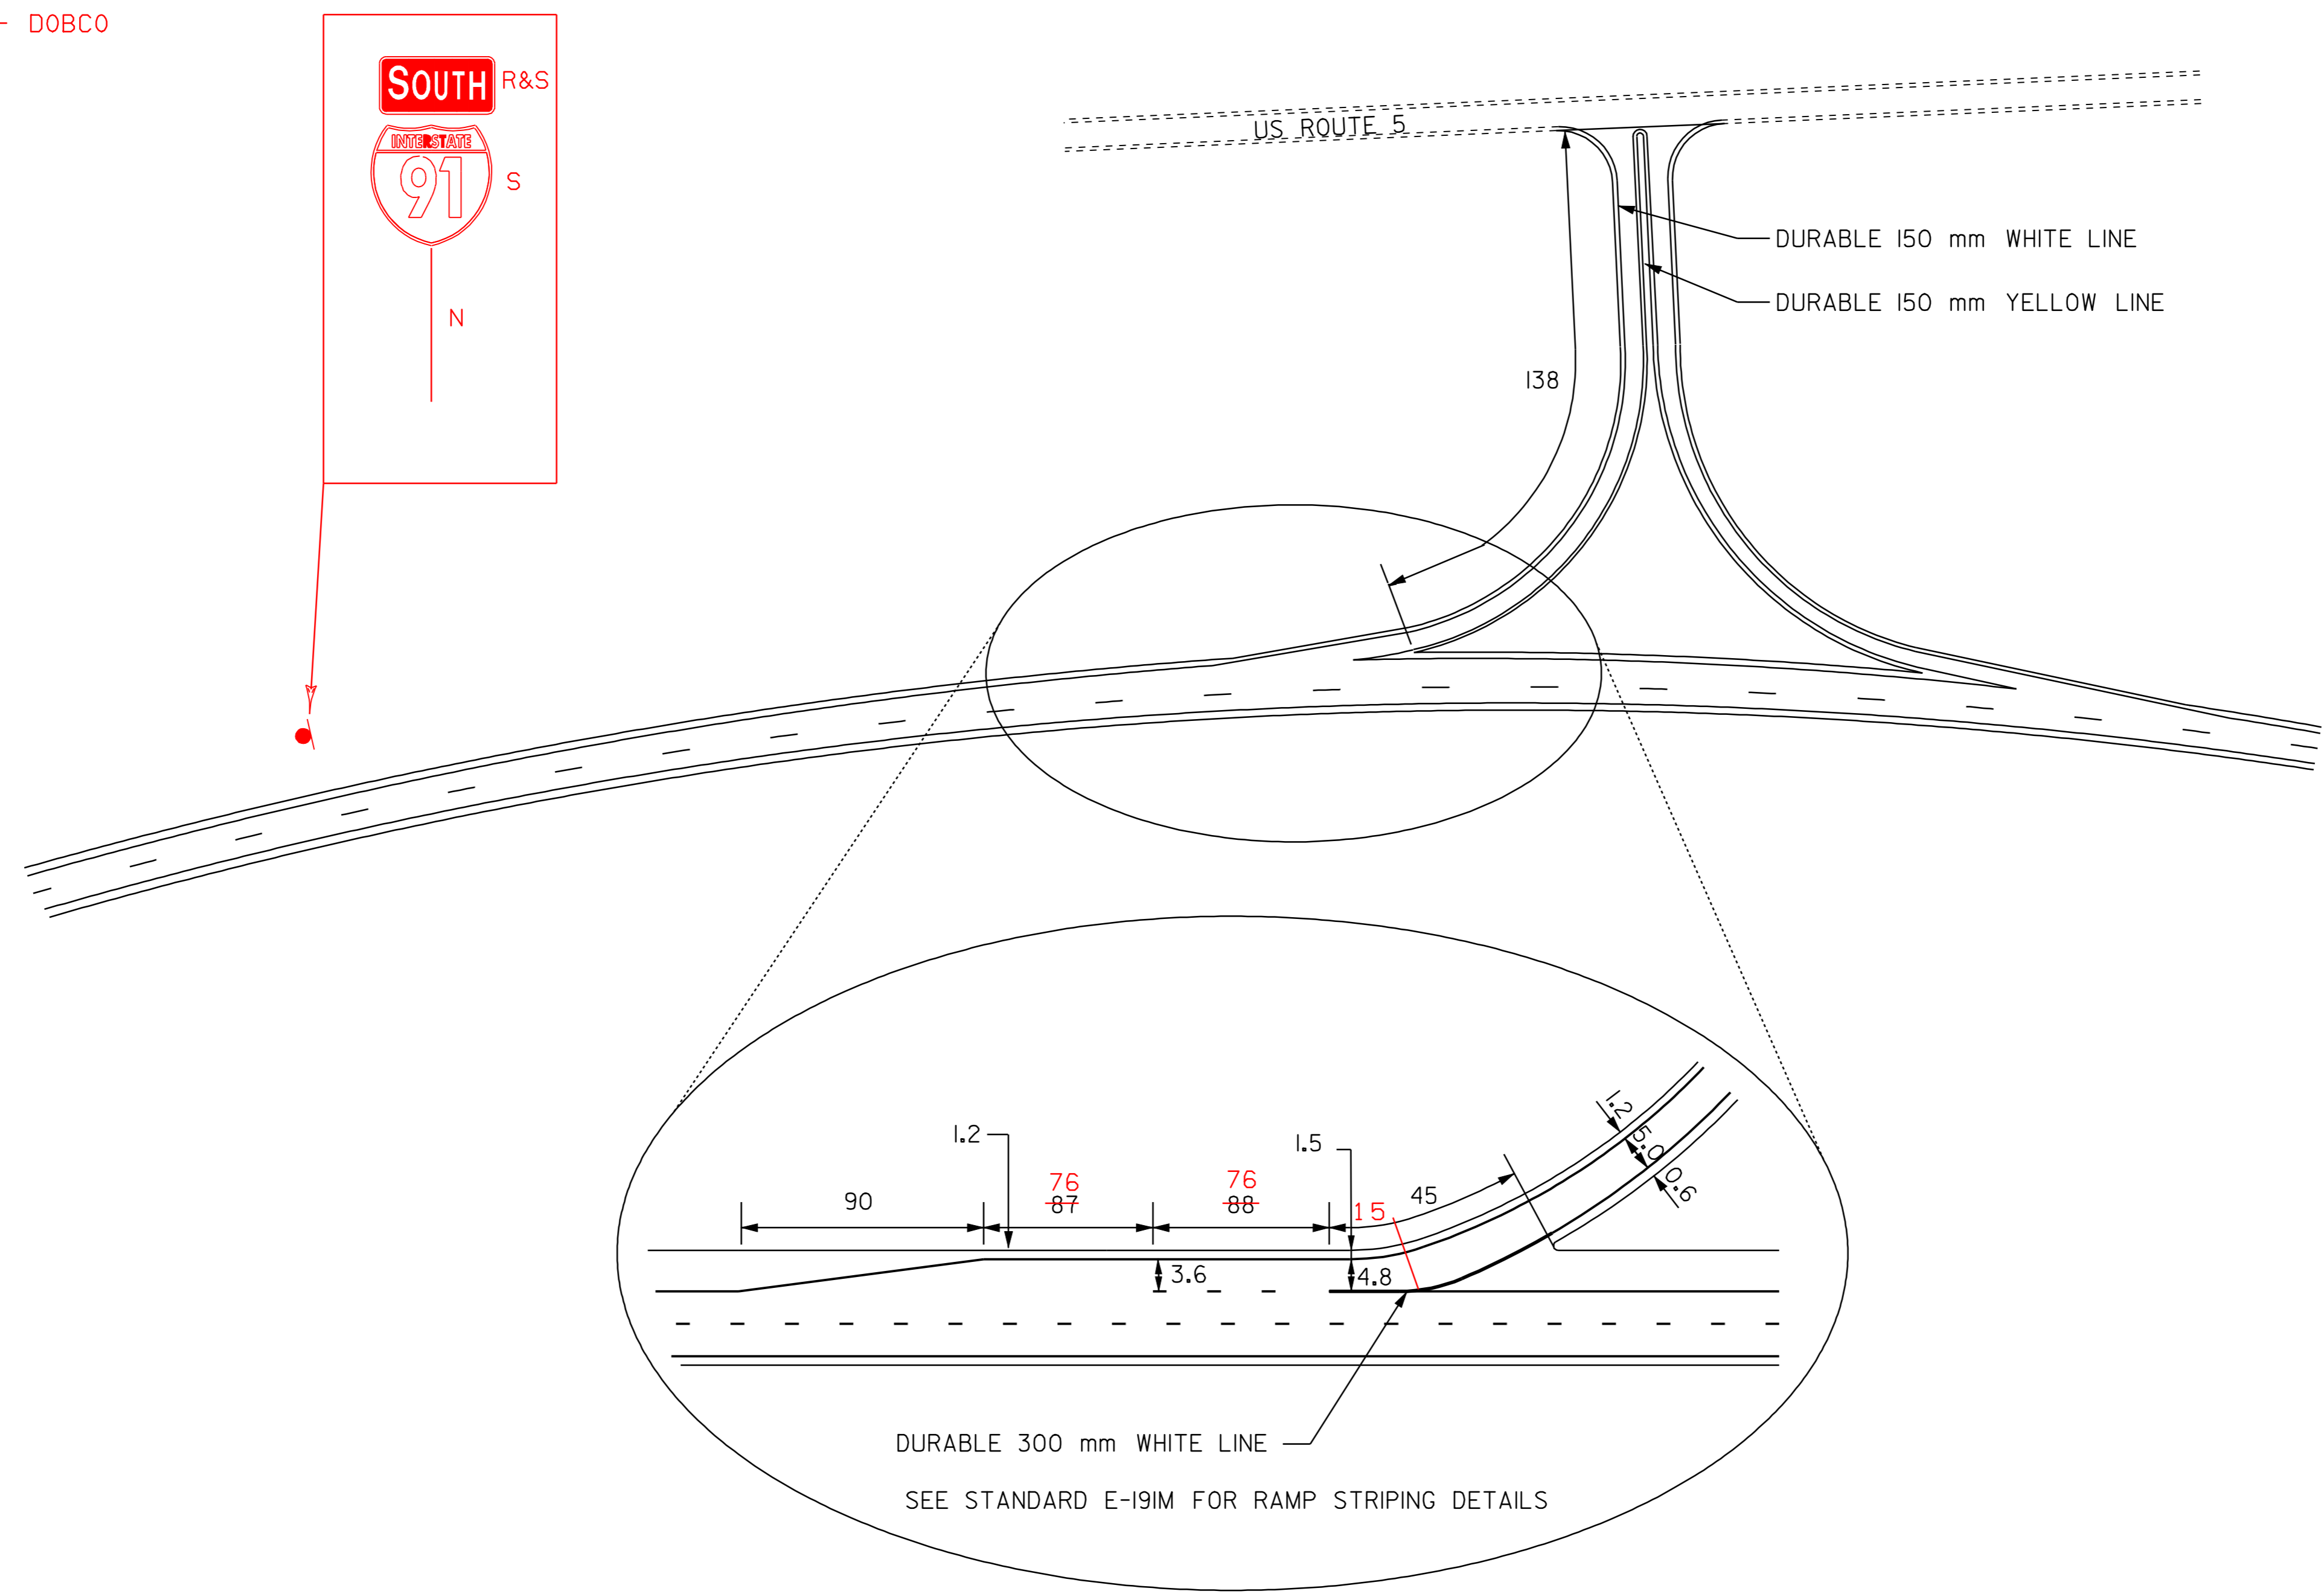 - DOBCO
SOUTH R&S
INTERSTATE
91 S
N
US ROUTE 5
DURABLE 150 mm WHITE LINE
DURABLE 150 mm YELLOW LINE
138
1.2
1.5
1.2
5.0
0.6
76
76
90
87
88
15
45
3.6
4.8
DURABLE 300 mm WHITE LINE
SEE STANDARD E-191M FOR RAMP STRIPING DETAILS